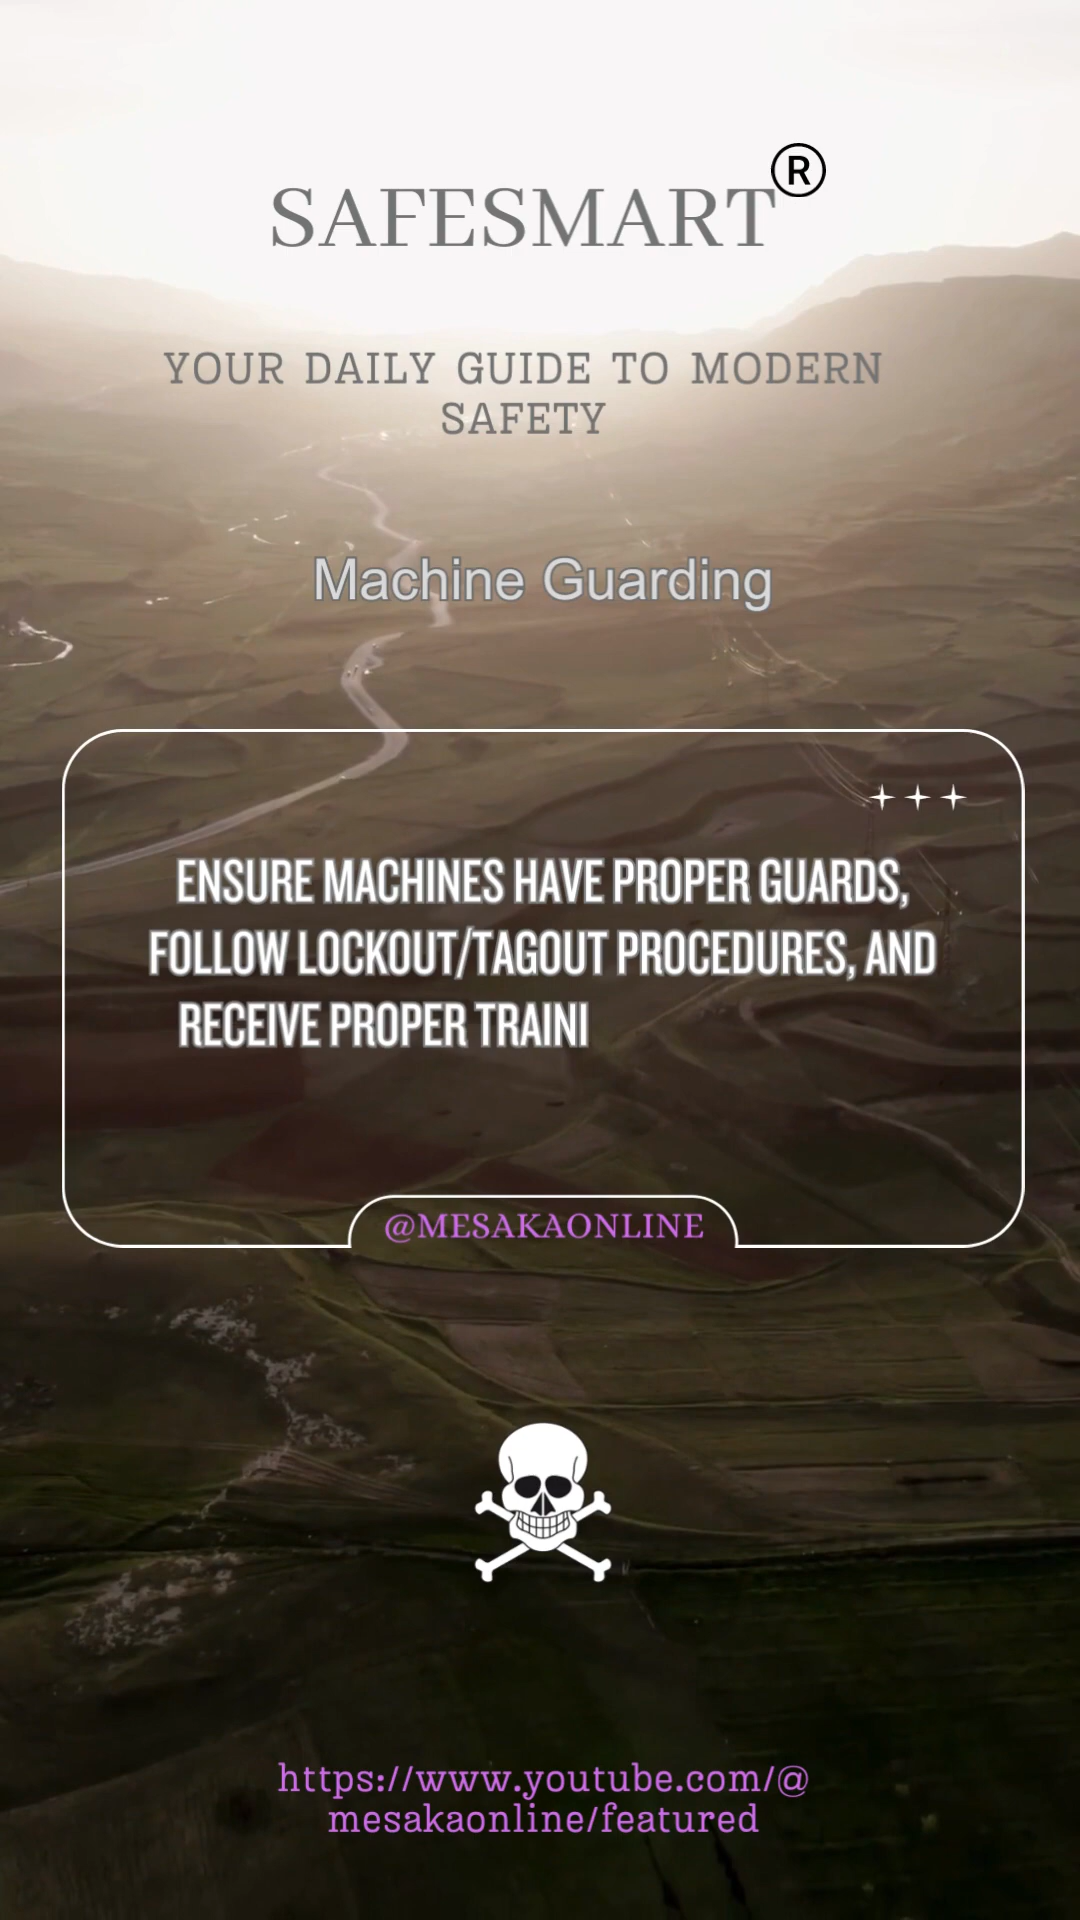 SAFESMART®
YOUR DAILY GUIDE TO MODERN
SAFETY
Machine Guarding
ENSURE MACHINES HAVE PROPER GUARDS,
FOLLOW LOCKOUT/TAGOUT PROCEDURES, AND
RECEIVE PROPER TRAINI
@MESAKAONLINE
https://www.youtube.com/@
mesakaonline/featured